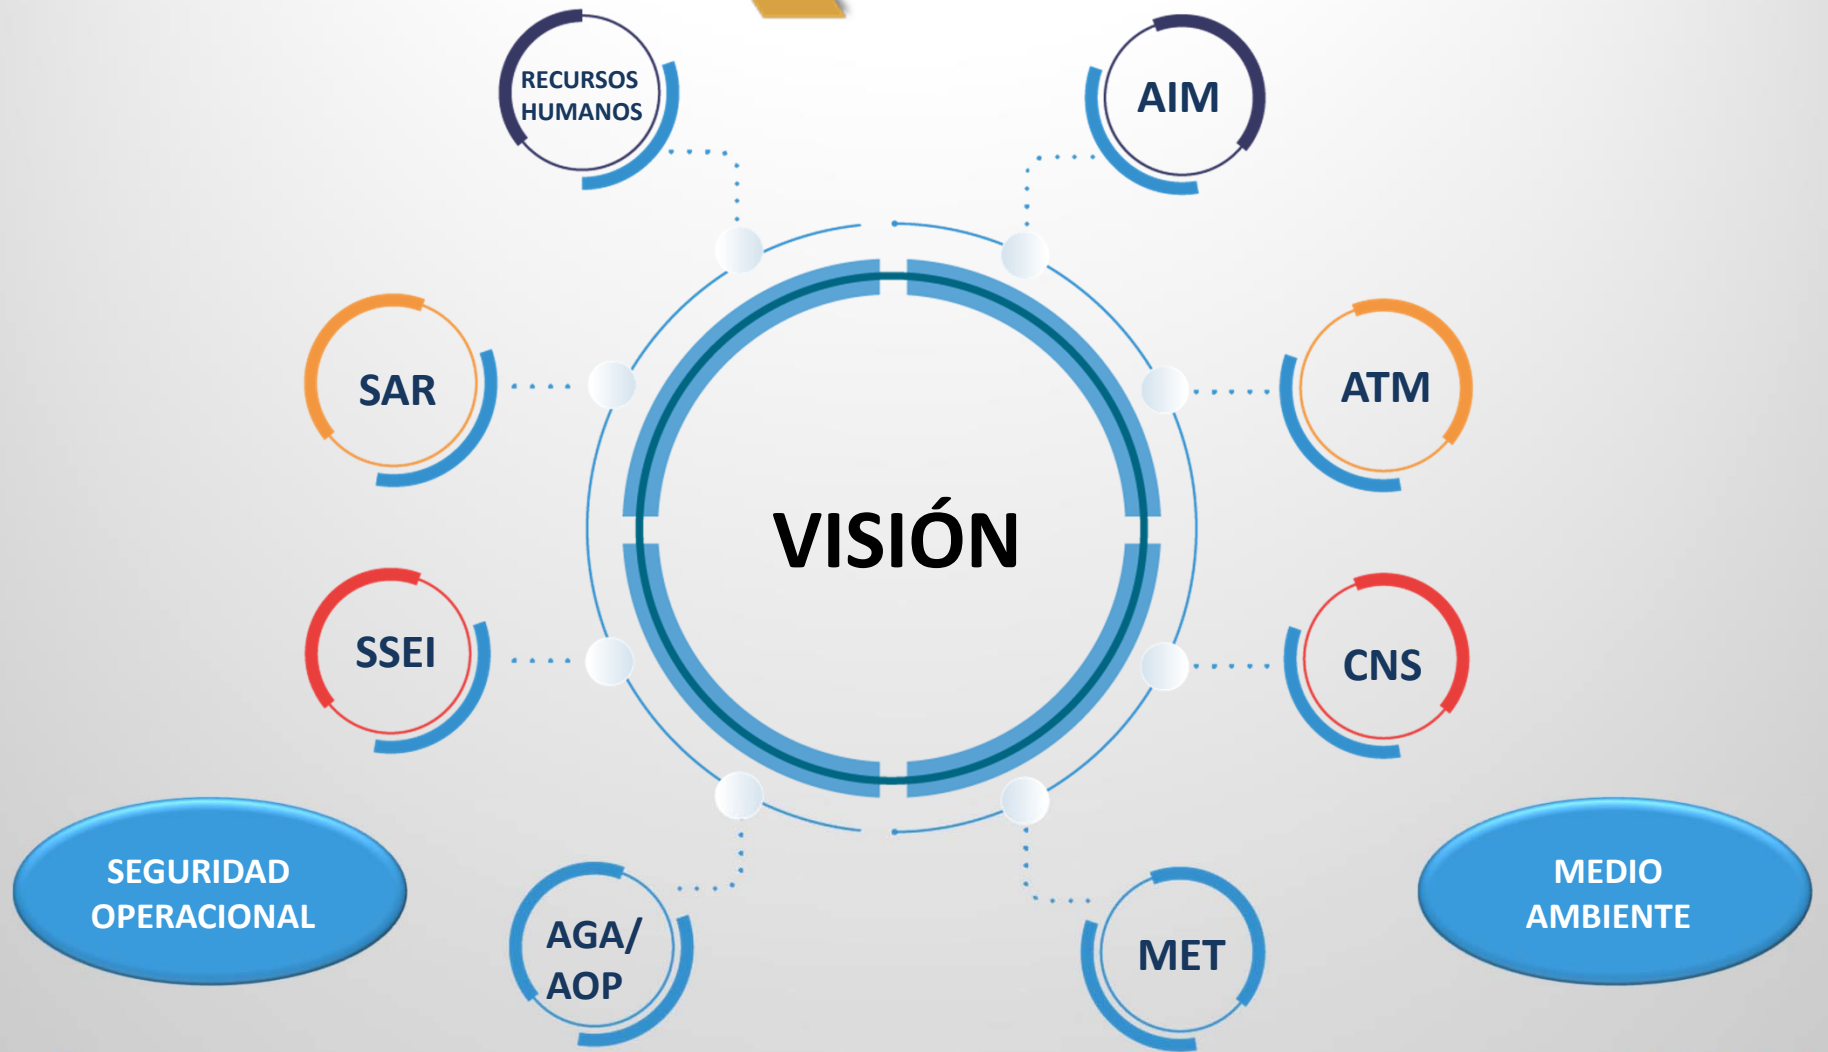 RECURSOS
HUMANOS
AIM
SAR
ATM
VISIÓN
SSEI
CNS
SEGURIDAD
OPERACIONAL
MEDIO
AMBIENTE
AGA/
AOP
MET